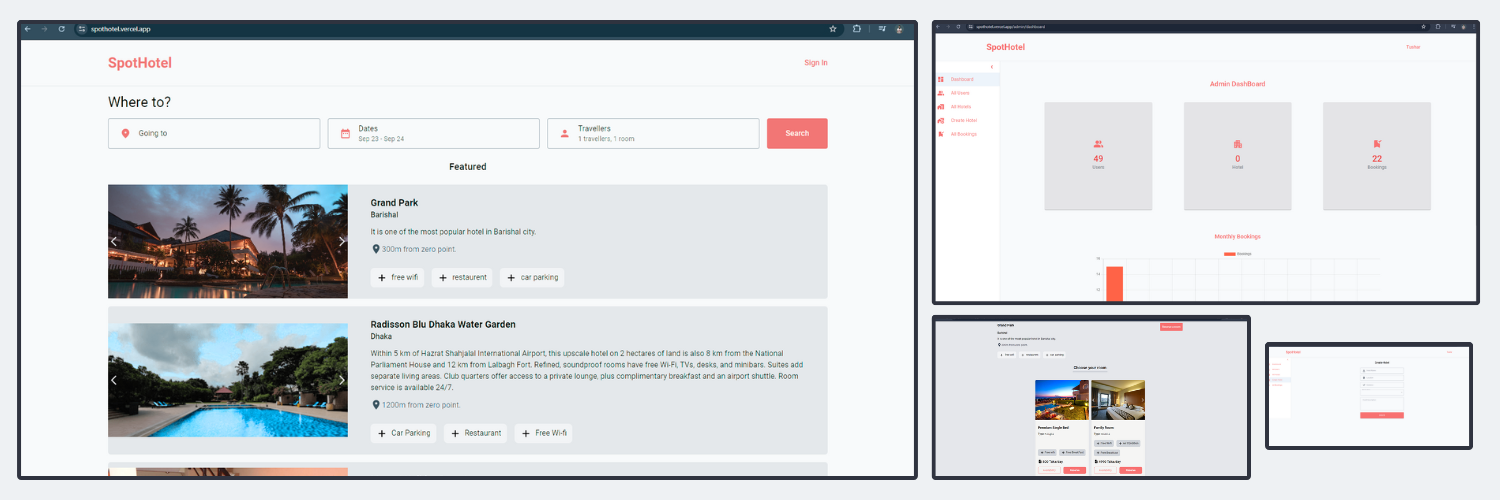 spothotel.vercel.app
SpotHotel
Sign In
Where to?
Going to
Dates
Sep 23 - Sep 24
Travellers
1 travellers, 1 room
Search
Featured
Grand Park
Barishal
It is one of the most popular hotel in Barishal city.
300m from zero point.
free wifi
restaurent
car parking
Radisson Blu Dhaka Water Garden
Dhaka
Within 5 km of Hazrat Shahjalal International Airport, this upscale hotel on 2 hectares of land is also 8 km from the National
Parliament House and 12 km from Lalbagh Fort. Refined, soundproof rooms have free Wi-Fi, TVs, desks, and minibars. Suites add
separate living areas. Club quarters offer access to a private lounge, plus complimentary breakfast and an airport shuttle. Room
service is available 24/7.
1200m from zero point.
Car Parking
Restaurant
Free Wi-fi
spothotel.vercel.app/admin/dashboard
SpotHotel
Dashboard
All Users
All Hotels
Create Hotel
All Bookings
Admin DashBoard
49
Users
0
Hotel
22
Bookings
Monthly Bookings
Bookings
16
14
12
Choose your room
Premium Single Bed
Family Room